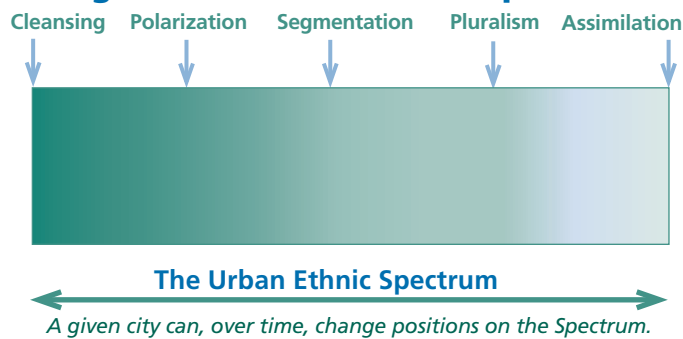 Cleansing Polarization Segmentation Pluralism Assimilation
The Urban Ethnic Spectrum
A given city can, over time, change positions on the Spectrum.